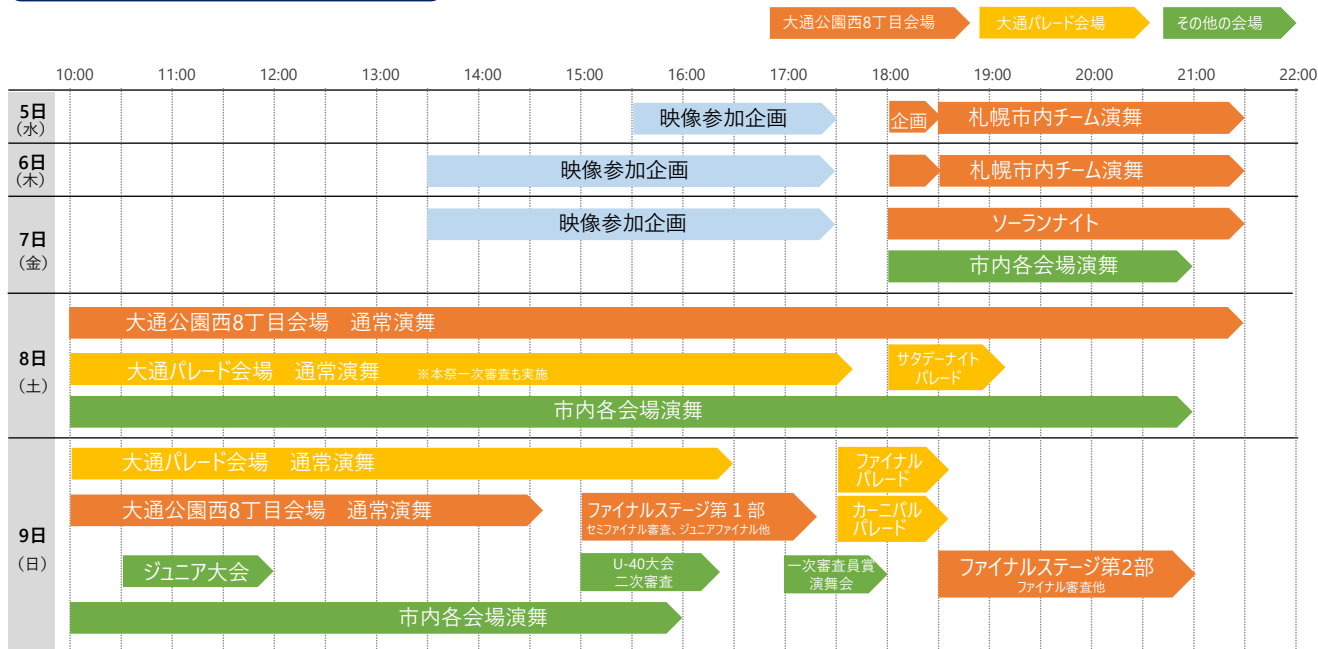 大通公園西8丁目会場
大通パレード会場
その他の会場
10:00
11:00
12:00
13:00
14:00
15:00
16:00
17:00
18:00
19:00
20:00
21:00
22:00
5日
(水)
映像参加企画
企画
札幌市内チーム演舞
6日
(木)
映像参加企画
札幌市内チーム演舞
7日
(金)
映像参加企画
ソーランナイト
市内各会場演舞
8日
(土)
大通公園西8丁目会場　通常演舞
大通パレード会場　通常演舞　※本祭一次審査も実施
サタデーナイト
パレード
市内各会場演舞
9日
(日)
大通パレード会場　通常演舞
ファイナル
パレード
大通公園西8丁目会場　通常演舞
ファイナルステージ第１部
セミファイナル審査、ジュニアファイナル他
カーニバル
パレード
ジュニア大会
U-40大会
二次審査
一次審査員賞
演舞会
ファイナルステージ第2部
ファイナル審査他
市内各会場演舞